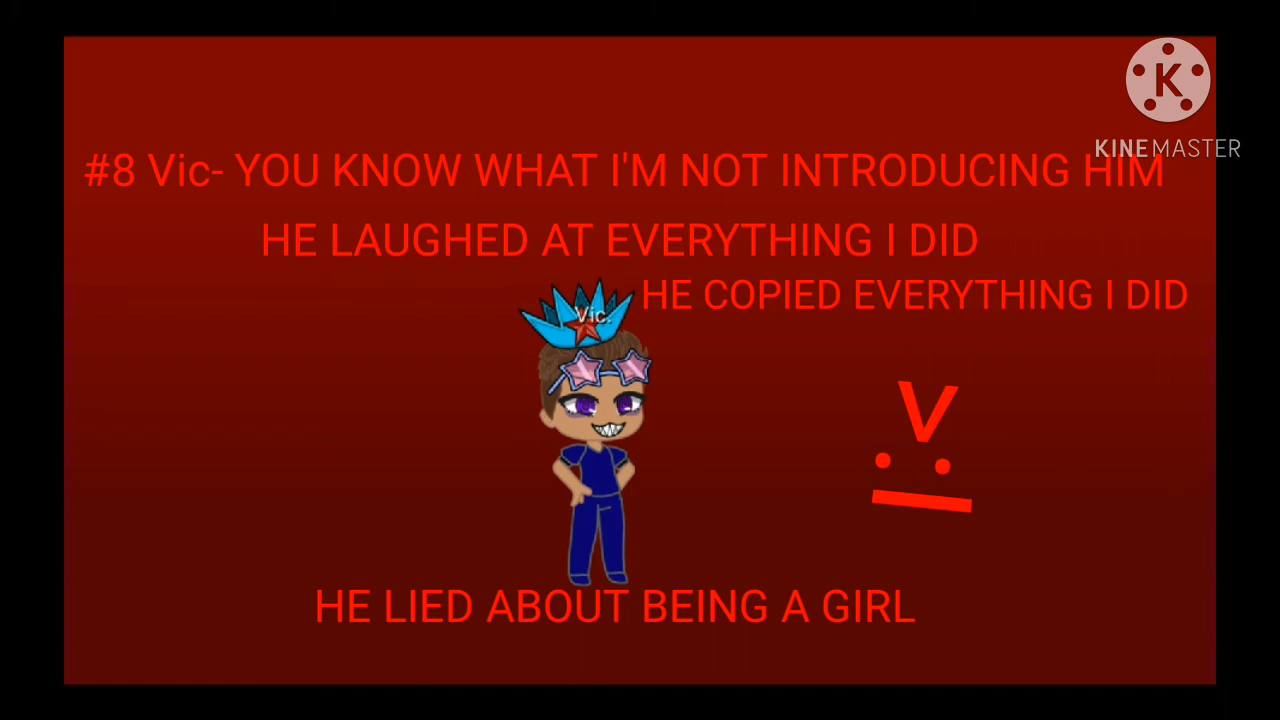 K
KINEMASTER
#8 Vic- YOU KNOW WHAT I'M NOT INTRODUCING HIM
HE LAUGHED AT EVERYTHING I DID
HE COPIED EVERYTHING I DID
Vic.
V
HE LIED ABOUT BEING A GIRL